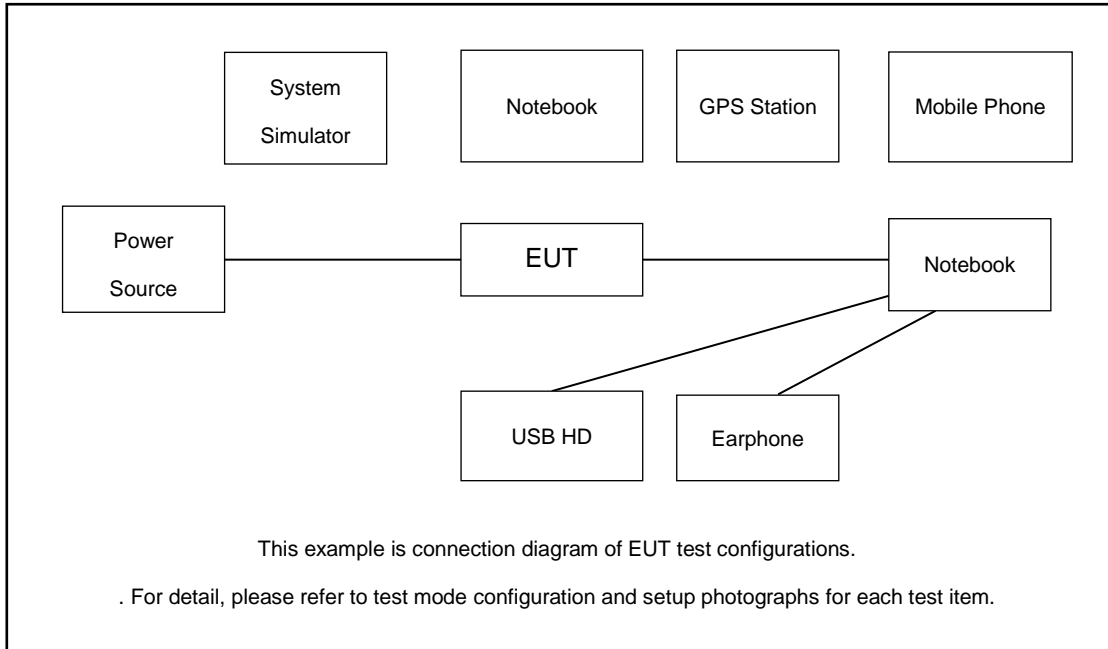 System
Simulator
Notebook
GPS Station
Mobile Phone
Power
Source
EUT
Notebook
USB HD
Earphone
This example is connection diagram of EUT test configurations.
. For detail, please refer to test mode configuration and setup photographs for each test item.